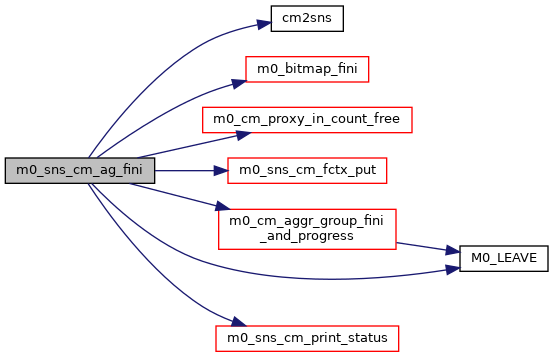 cm2sns
m0_bitmap_fini
m0_cm_proxy_in_count_free
m0_sns_cm_ag_fini
m0_sns_cm_fctx_put
m0_cm_aggr_group_fini
_and_progress
M0_LEAVE
m0_sns_cm_print_status